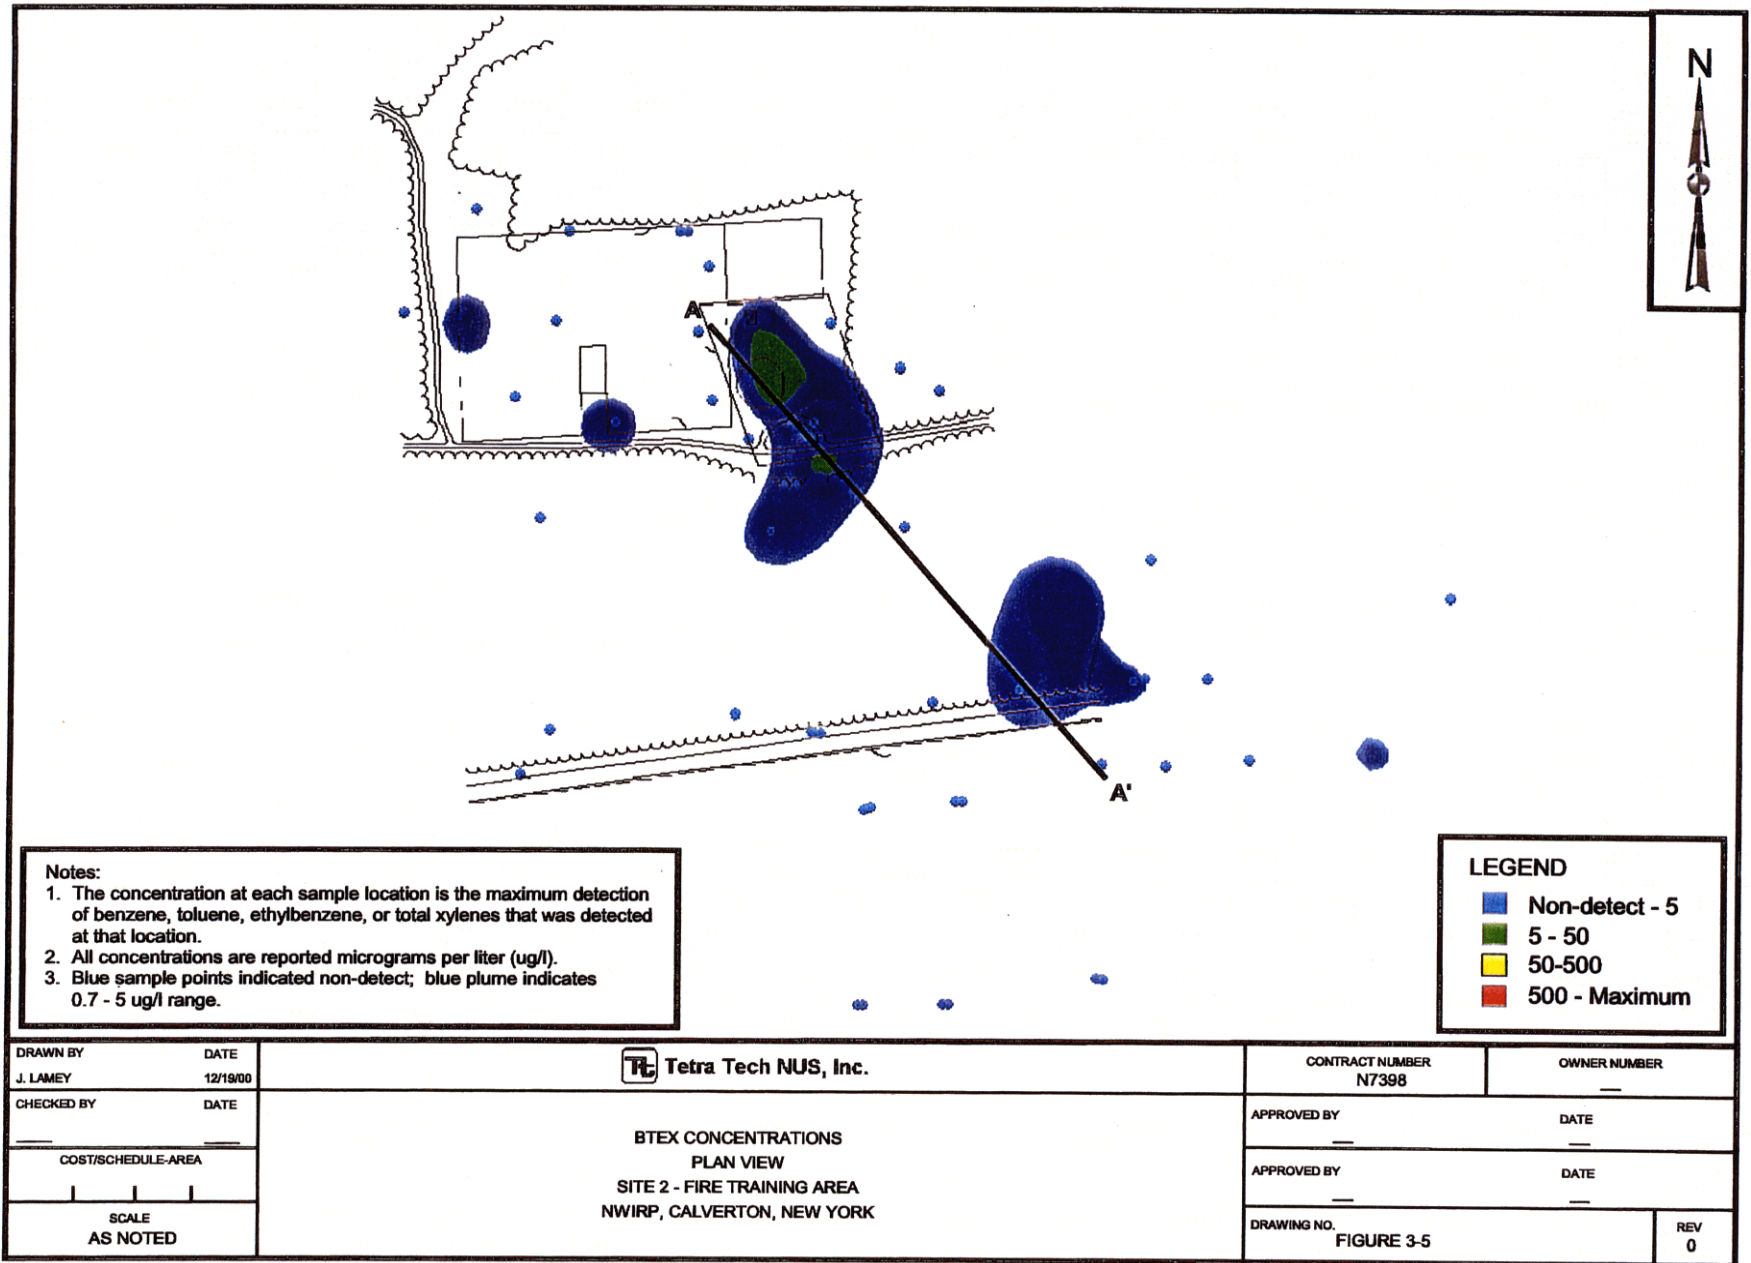 N
A
A'
Notes:
1. The concentration at each sample location is the maximum detection
of benzene, toluene, ethylbenzene, or total xylenes that was detected
at that location.
2. All concentrations are reported micrograms per liter (ug/l).
3. Blue sample points indicated non-detect; blue plume indicates
0.7 - 5 ug/l range.
LEGEND
Non-detect - 5
5 - 50
50-500
500 - Maximum
DRAWN BY DATE
J. LAMEY 12/19/00
CHECKED BY DATE
COST/SCHEDULE-AREA
SCALE
AS NOTED
Tetra Tech NUS, Inc.
BTEX CONCENTRATIONS
PLAN VIEW
SITE 2 - FIRE TRAINING AREA
NWIRP, CALVERTON, NEW YORK
CONTRACT NUMBER
N7398
OWNER NUMBER
APPROVED BY DATE
APPROVED BY DATE
DRAWING NO.
FIGURE 3-5
REV
0